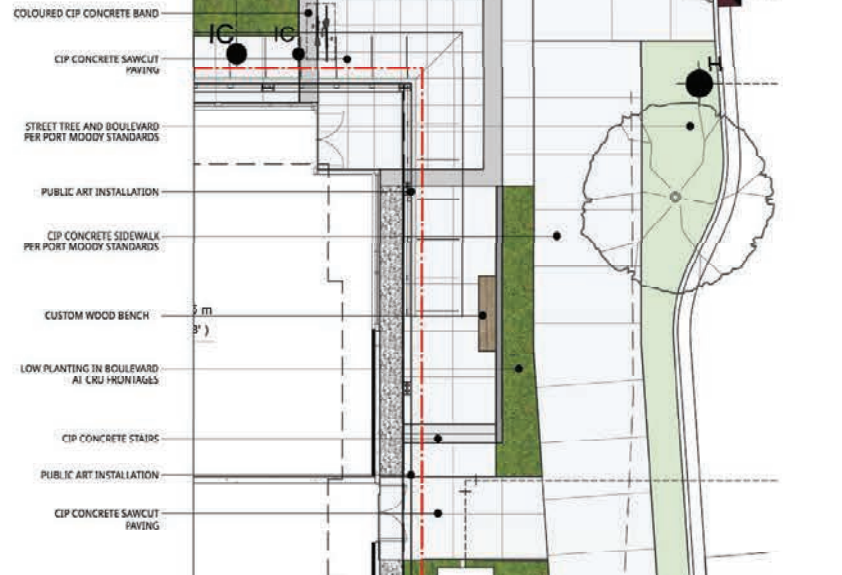 COLOURED CIP CONCRETE BAND
IC IC
CIP CONCRETE SAWCUT
PAVING
H
STREET TREE AND BOULEVARD
PER PORT MOODY STANDARDS
PUBLIC ART INSTALLATION
CIP CONCRETE SIDEWALK
PER PORT MOODY STANDARDS
CUSTOM WOOD BENCH
m
LOW PLANTING IN BOULEVARD
AT CRU FRONTAGES
CIP CONCRETE STAIRS
PUBLIC ART INSTALLATION
CIP CONCRETE SAWCUT
PAVING